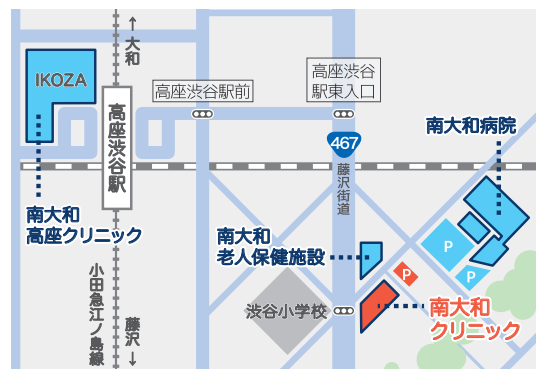 ↑大和
IKOZA
高座渋谷駅前
高座渋谷
駅東入口
467
南大和病院
高座渋谷駅
藤沢街道
南大和
高座クリニック
南大和
老人保健施設
P
P
P
小田急江ノ島線
藤沢↓
渋谷小学校
南大和
クリニック